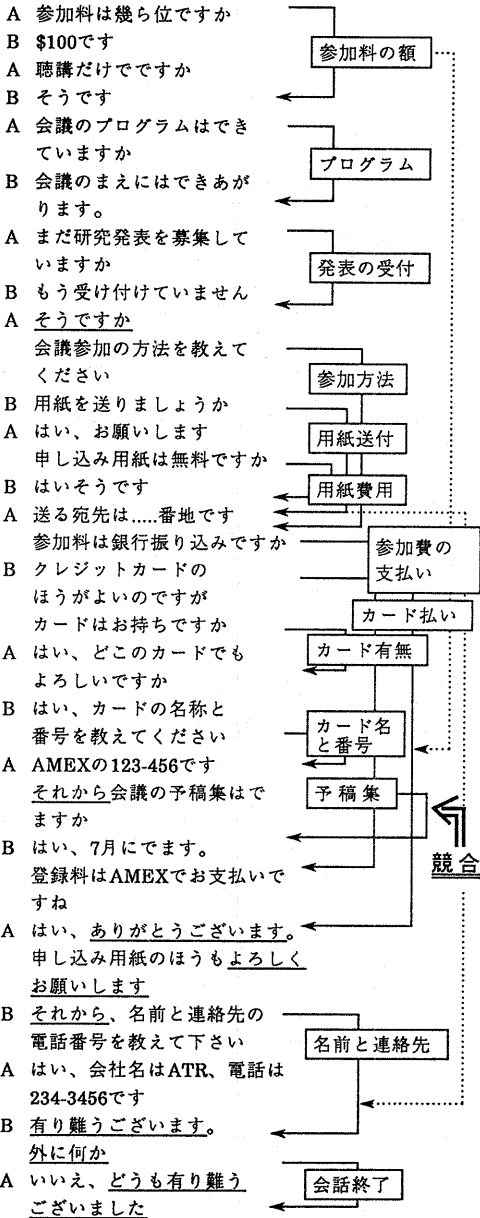 A 参加料は幾ら位ですか
B $100です
参加料の額
A 聴講だけでですか
B そうです
A 会議のプログラムはでき
ていますか
プログラム
B 会議のまえにはできあが
ります。
A まだ研究発表を募集して
いますか
発表の受付
B もう受け付けていません
A そうですか
会議参加の方法を教えて
ください
参加方法
B 用紙を送りましょうか
A はい、お願いします
用紙送付
申し込み用紙は無料ですか
B はいそうです
用紙費用
A 送る宛先は.....番地です
参加料は銀行振り込みですか
参加費の
支払い
B クレジットカードの
ほうがよいのですが
カード払い
カードはお持ちですか
A はい、どこのカードでも
カード有無
よろしいですか
B はい、カードの名称と
番号を教えてください
カード名
と番号
A AMEXの123-456です
それから会議の予稿集はで
予稿集
ますか
B はい、7月にでます。
競合
登録料はAMEXでお支払いで
すね
A はい、ありがとうございます。
申し込み用紙のほうもよろしく
お願いします
B それから、名前と連絡先の
電話番号を教えて下さい
名前と連絡先
A はい、会社名はATR、電話は
234-3456です
B 有り難うございます。
外に何か
A いいえ、どうも有り難う
会話終了
ございました